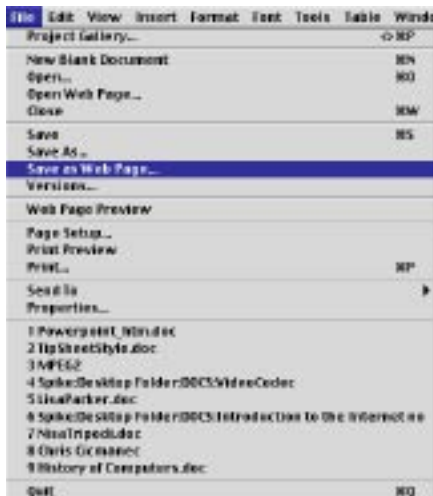 File Edit View Insert Format Font Tools Table Windo
Project Gallery... ⇧⌘P
New Blank Document ⌘N
Open... ⌘O
Open Web Page...
Close ⌘W
Save ⌘S
Save As...
Save as Web Page...
Versions...
Web Page Preview
Page Setup...
Print Preview
Print... ⌘P
Send To
Properties...
1 Powerpoint_htm.doc
2 TipSheetStyle.doc
3 MPEG2
4 Spike:Desktop Folder:DOCS:VideoCodec
5 LisaParker.doc
6 Spike:Desktop Folder:DOCS:Introduction to the Internet no
7 NinaTripodi.doc
8 Chris Cicmanec
9 History of Computers.doc
Quit ⌘Q